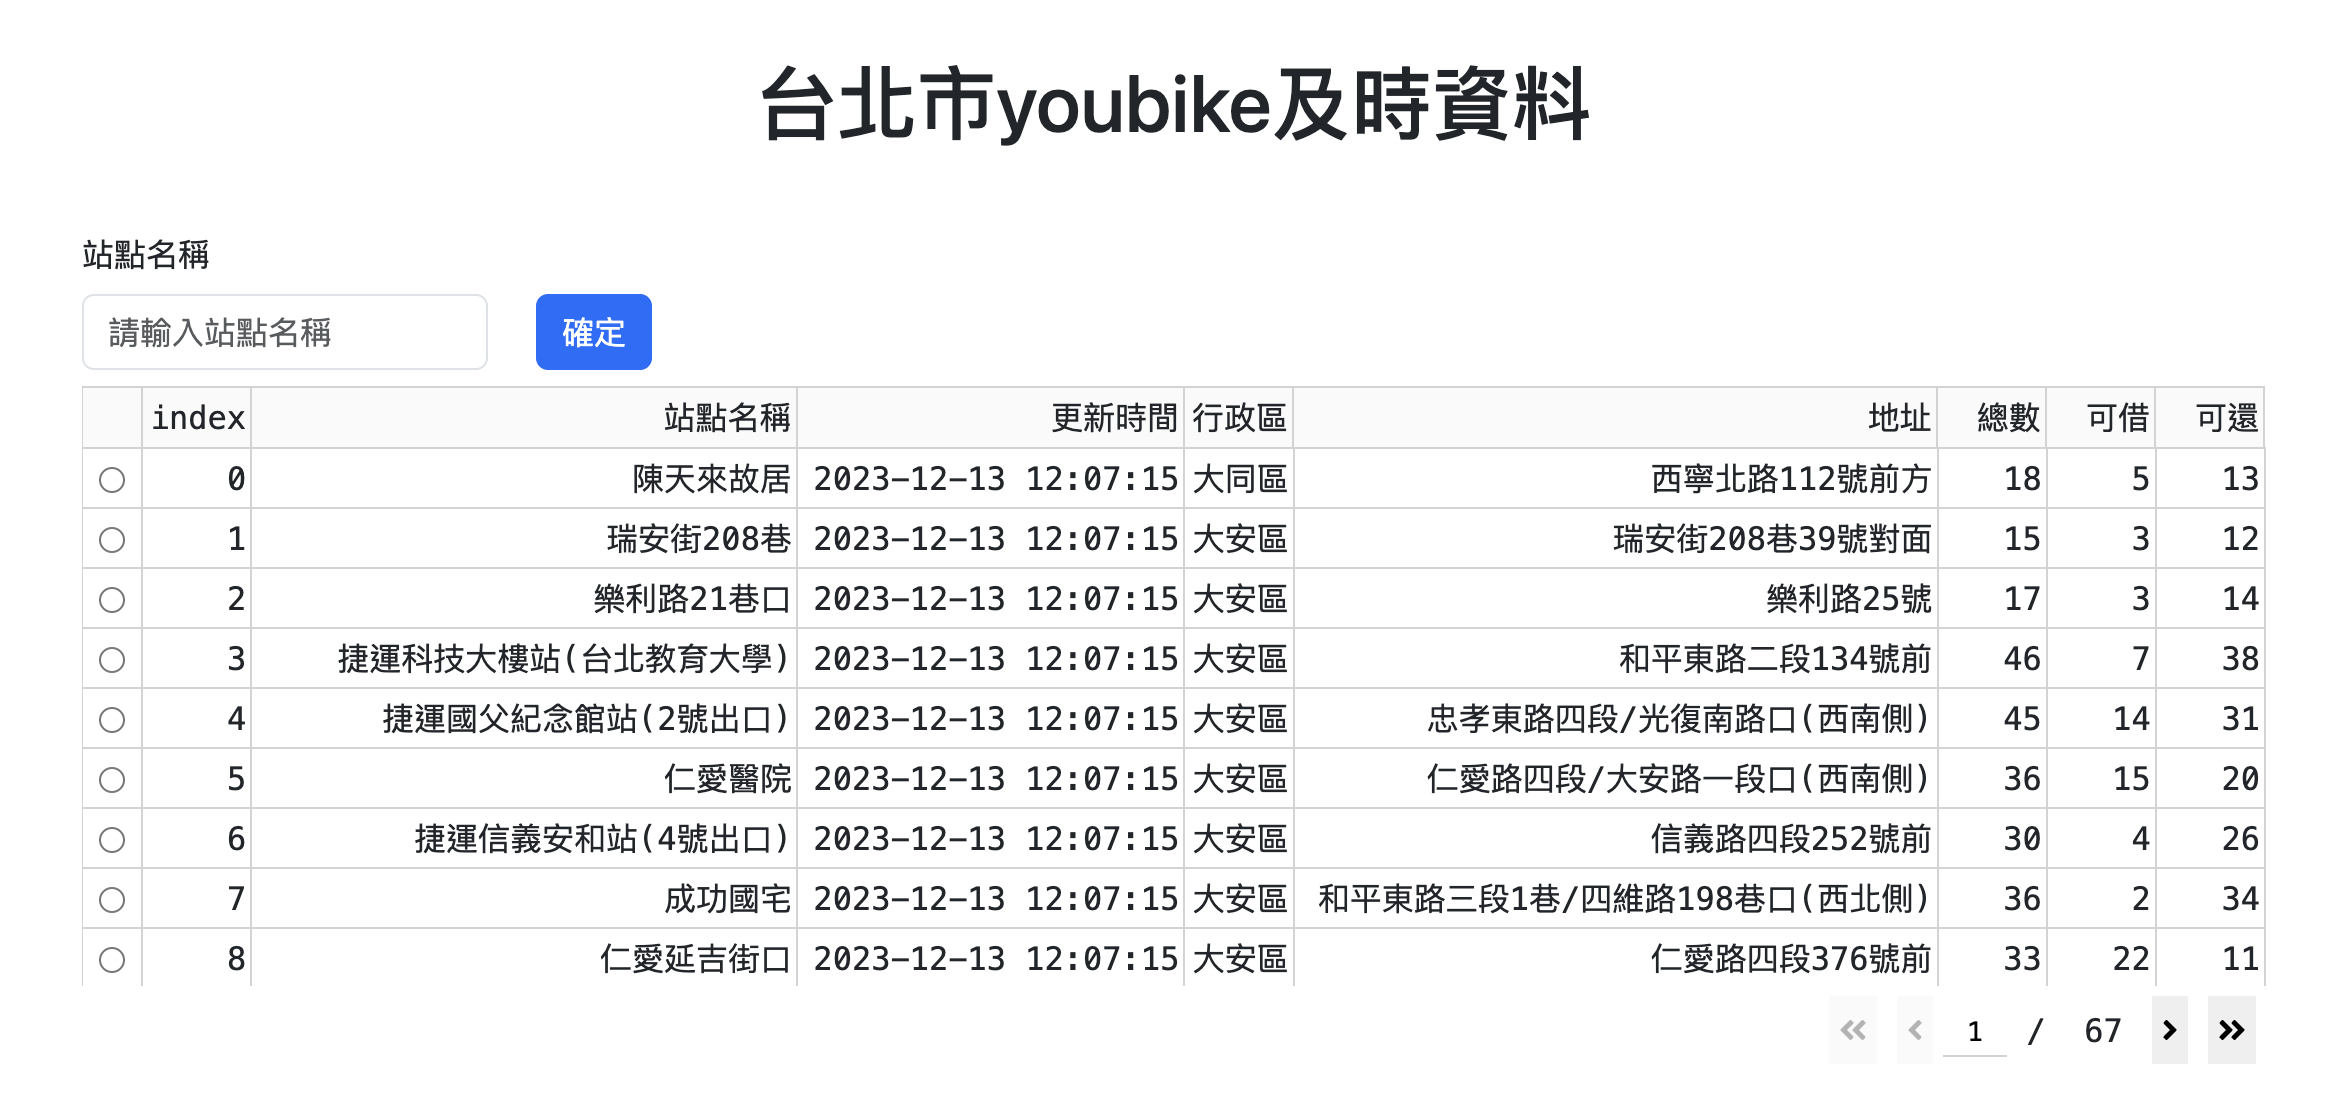 台北市youbike及時資料
站點名稱
請輸入站點名稱 確定
index 站點名稱 更新時間 行政區 地址 總數 可借 可還
0 陳天來故居 2023-12-13 12:07:15 大同區 西寧北路112號前方 18 5 13
1 瑞安街208巷 2023-12-13 12:07:15 大安區 瑞安街208巷39號對面 15 3 12
2 樂利路21巷口 2023-12-13 12:07:15 大安區 樂利路25號 17 3 14
3 捷運科技大樓站(台北教育大學) 2023-12-13 12:07:15 大安區 和平東路二段134號前 46 7 38
4 捷運國父紀念館站(2號出口) 2023-12-13 12:07:15 大安區 忠孝東路四段/光復南路口(西南側) 45 14 31
5 仁愛醫院 2023-12-13 12:07:15 大安區 仁愛路四段/大安路一段口(西南側) 36 15 20
6 捷運信義安和站(4號出口) 2023-12-13 12:07:15 大安區 信義路四段252號前 30 4 26
7 成功國宅 2023-12-13 12:07:15 大安區 和平東路三段1巷/四維路198巷口(西北側) 36 2 34
8 仁愛延吉街口 2023-12-13 12:07:15 大安區 仁愛路四段376號前 33 22 11
« ‹ 1 / 67 › »